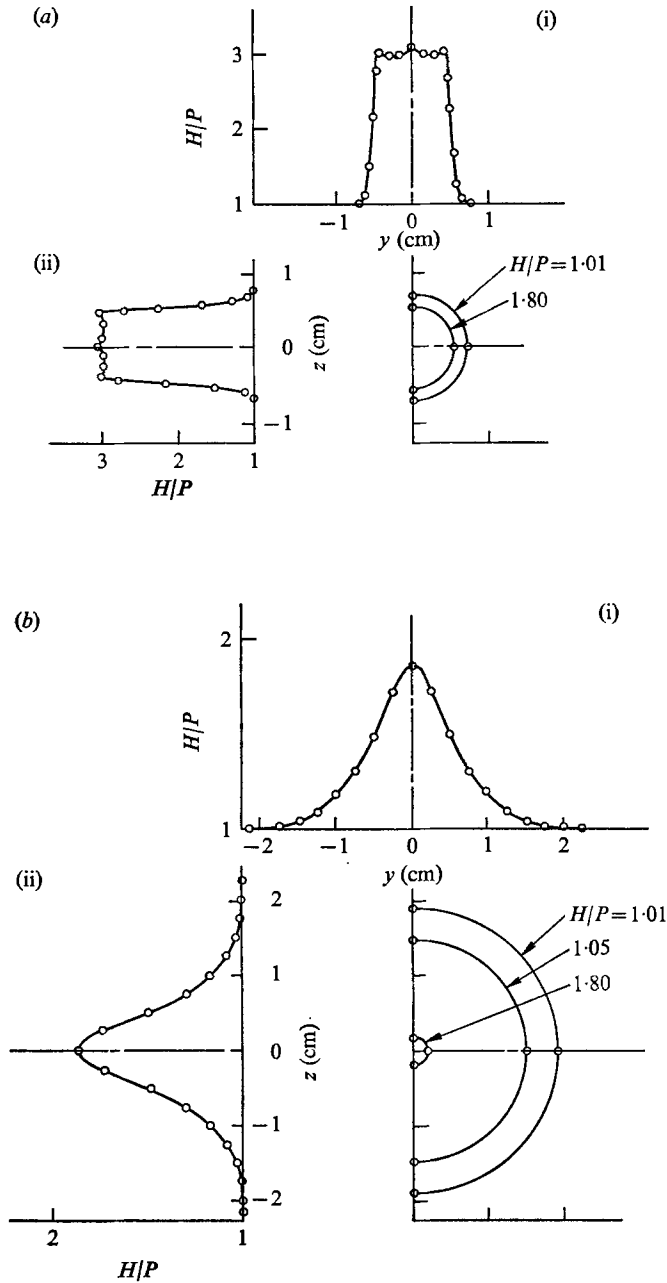 (a)
(i)
3
2
1
H/P
−1 0 1
y (cm)
(ii)
1
0
−1
z (cm)
3 2 1
H/P
H/P=1·01
1·80
(b)
(i)
2
1
H/P
−2 −1 0 1 2
y (cm)
(ii)
2
1
0
−1
−2
z (cm)
2 1
H/P
H/P=1·01
1·05
1·80